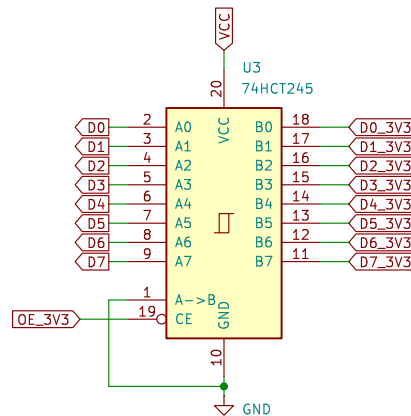 VCC
U3
74HCT245
20
VCC
D0 2 A0 B0 18 D0_3V3
D1 3 A1 B1 17 D1_3V3
D2 4 A2 B2 16 D2_3V3
D3 5 A3 B3 15 D3_3V3
D4 6 A4 B4 14 D4_3V3
D5 7 A5 B5 13 D5_3V3
D6 8 A6 B6 12 D6_3V3
D7 9 A7 B7 11 D7_3V3
1 A->B
OE_3V3 19 CE
GND
10
GND